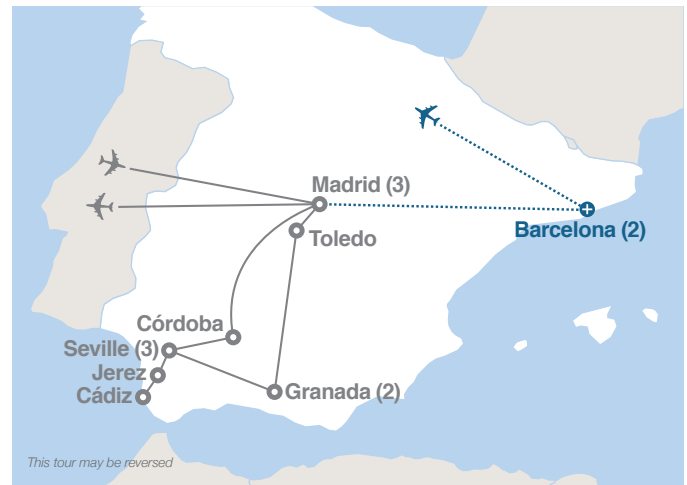 Madrid (3)
Barcelona (2)
Toledo
Córdoba
Seville (3)
Jerez
Cádiz
Granada (2)
This tour may be reversed